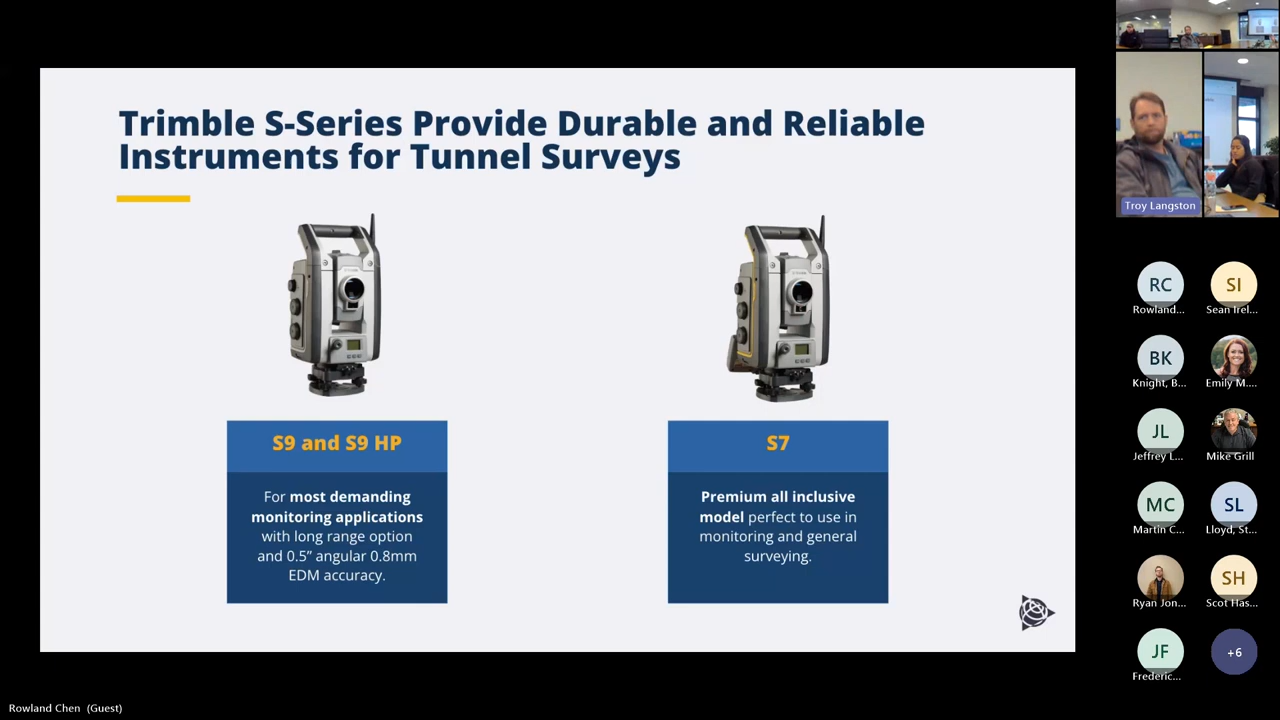 Trimble S-Series Provide Durable and Reliable
Instruments for Tunnel Surveys
S9 and S9 HP
For most demanding
monitoring applications
with long range option
and 0.5” angular 0.8mm
EDM accuracy.
S7
Premium all inclusive
model perfect to use in
monitoring and general
surveying.
Troy Langston
RC
Rowland...
SI
Sean Irel...
BK
Knight, B...
Emily M....
JL
Jeffrey L...
Mike Grill
MC
Martin C...
SL
Lloyd, St...
Ryan Jon...
SH
Scot Has...
JF
Frederic...
+6
Rowland Chen (Guest)